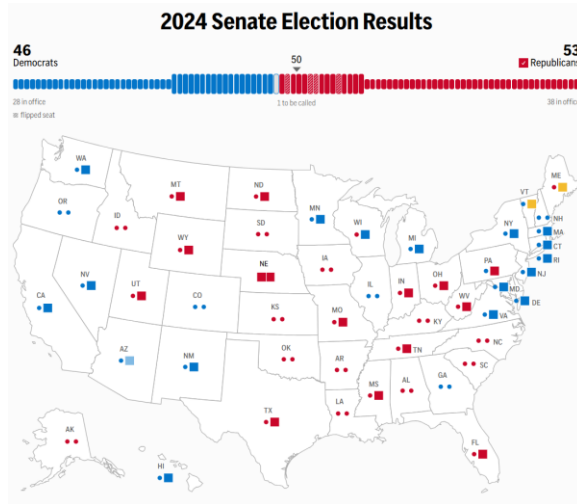 2024 Senate Election Results
46
Democrats
50
53
Republicans
28 in office
1 to be called
38 in office
flipped seat
WA
OR
ID
MT
ND
SD
WY
NE
NV
UT
CA
CO
KS
AZ
NM
OK
TX
MN
WI
MI
IA
IL
IN
OH
MO
KY
WV
TN
AR
MS
AL
GA
LA
FL
NC
SC
VA
PA
NY
VT
ME
NH
MA
CT
RI
NJ
MD
DE
AK
HI